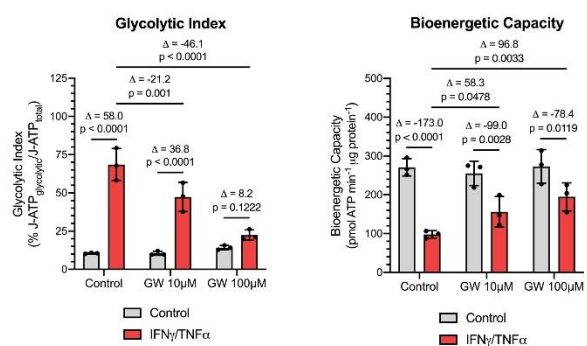 Glycolytic Index
Δ = -46.1
p < 0.0001
Δ = -21.2
p = 0.001
Δ = 58.0
p < 0.0001
Δ = 36.8
p < 0.0001
Δ = 8.2
p = 0.1222
Glycolytic Index
(% J-ATPglycolytic/J-ATPtotal)
125
100
75
50
25
0
Control
GW 10μM
GW 100μM
Control
IFNγ/TNFα
Bioenergetic Capacity
Δ = 96.8
p = 0.0033
Δ = 58.3
p = 0.0478
Δ = -173.0
p < 0.0001
Δ = -99.0
p = 0.0028
Δ = -78.4
p = 0.0119
Bioenergetic Capacity
(pmol ATP min⁻¹ ug protein⁻¹)
500
400
300
200
100
0
Control
GW 10μM
GW 100μM
Control
IFNγ/TNFα